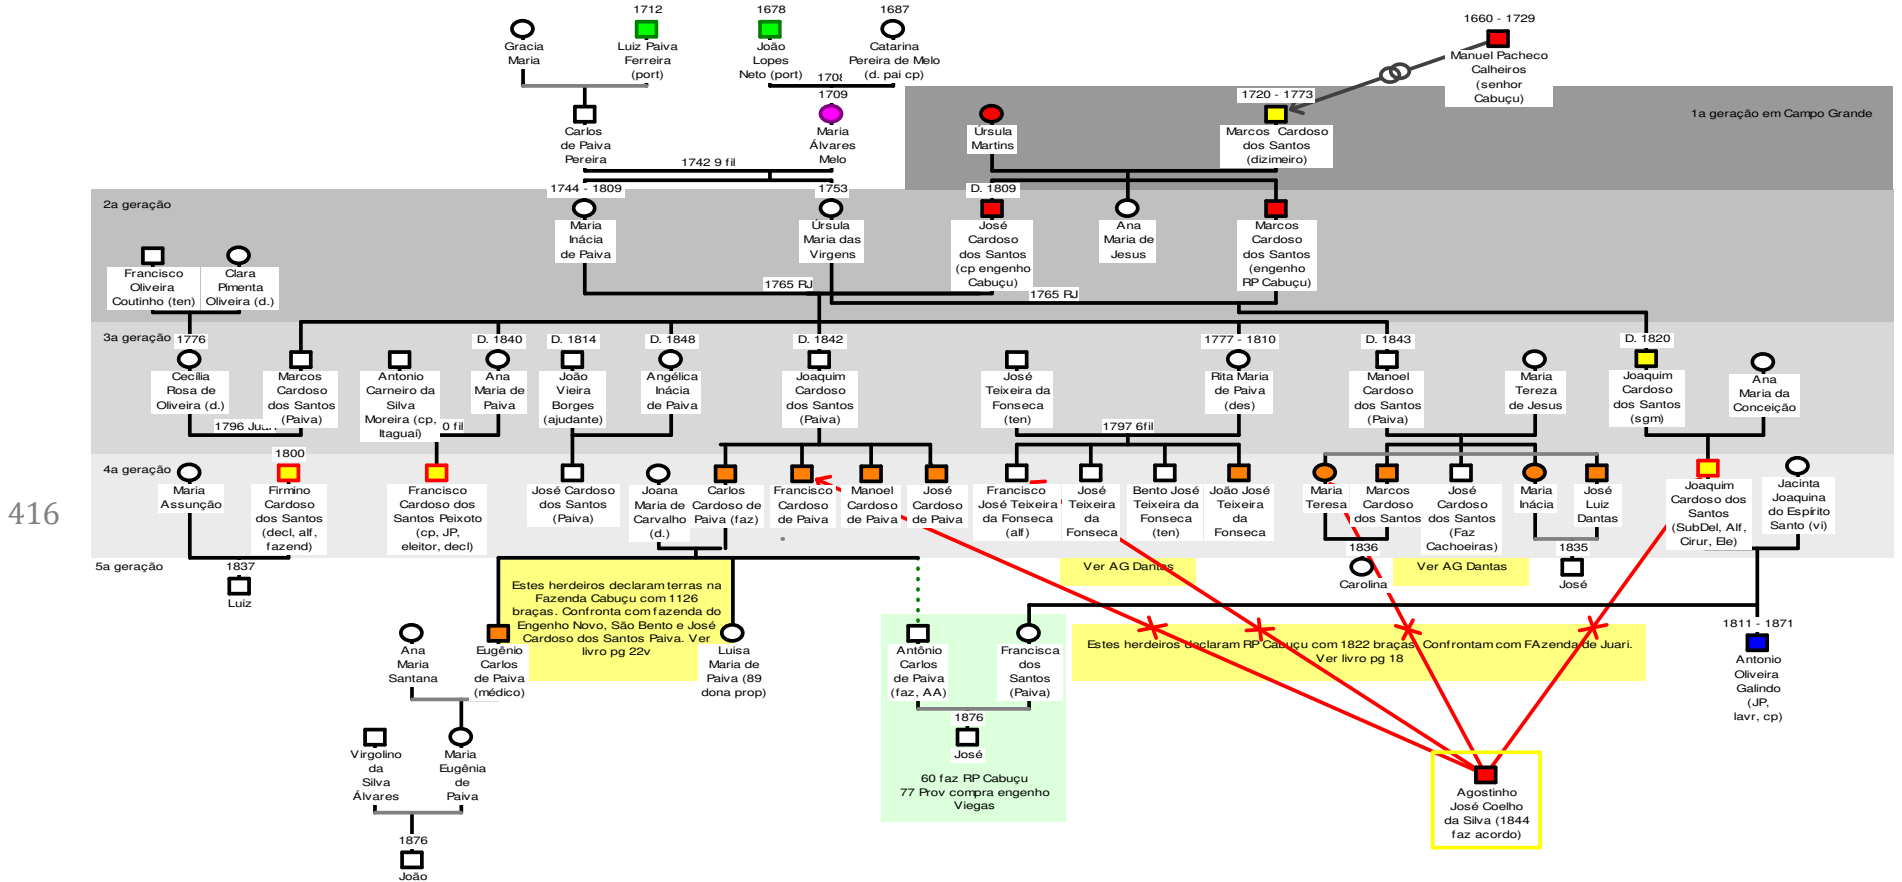 1712
1678
1687
1660 - 1729
Gracia
Maria
Luiz Paiva
Ferreira
(port)
João
Lopes
Neto (port)
Catarina
Pereira de Melo
(d. pai cp)
Manuel Pacheco
Calheiros
(senhor
Cabuçu)
1709
1720 - 1773
Carlos
de Paiva
Pereira
Maria
Álvares
Melo
Úrsula
Martins
Marcos Cardoso
dos Santos
(dizimeiro)
1a geração em Campo Grande
1742 9 fil
2a geração
1744 - 1809
1753
D. 1809
Maria
Inácia
de Paiva
Úrsula
Maria das
Virgens
José
Cardoso
dos Santos
(cp engenho
Cabuçu)
Ana
Maria de
Jesus
Marcos
Cardoso
dos Santos
(engenho
RP Cabuçu)
Francisco
Oliveira
Coutinho (ten)
Clara
Pimenta
Oliveira (d.)
1765 RJ
1765 RJ
3a geração
1776
D. 1840
D. 1814
D. 1848
D. 1842
1777 - 1810
D. 1843
D. 1820
Cecília
Rosa de
Oliveira (d.)
Marcos
Cardoso
dos Santos
(Paiva)
Antonio
Carneiro da
Silva
Moreira (cp,
Itaguaí)
Ana
Maria de
Paiva
João
Vieira
Borges
(ajudante)
Angélica
Inácia
de Paiva
Joaquim
Cardoso
dos Santos
(Paiva)
José
Teixeira da
Fonseca
(ten)
Rita Maria
de Paiva
(des)
Manoel
Cardoso
dos Santos
(Paiva)
Maria
Tereza
de Jesus
Joaquim
Cardoso
dos Santos
(sgm)
Ana
Maria da
Conceição
1796
0 fil
1797 6fil
4a geração
1800
Maria
Assunção
Firmino
Cardoso
dos Santos
(decl, alf,
fazend)
Francisco
Cardoso dos
Santos Peixoto
(cp, JP,
eleitor, decl)
José Cardoso
dos Santos
(Paiva)
Joana
Maria de
Carvalho
(d.)
Carlos
Cardoso de
Paiva (faz)
Francisco
Cardoso
de Paiva
Manoel
Cardoso
de Paiva
José
Cardoso
de Paiva
Francisco
José Teixeira
da Fonseca
(alf)
José
Teixeira
da
Fonseca
Bento José
Teixeira da
Fonseca
(ten)
João José
Teixeira
da
Fonseca
Maria
Teresa
Marcos
Cardoso
dos Santos
José
Cardoso
dos Santos
(Faz
Cachoeiras)
Maria
Inácia
José
Luiz
Dantas
Joaquim
Cardoso dos
Santos
(SubDel, Alf,
Cirur, Ele)
Jacinta
Joaquina
do Espírito
Santo (vi)
416
5a geração
1837
Luiz
1836
Carolina
1835
José
Ver AG Dantas
Ver AG Dantas
Estes herdeiros declaram terras na
Fazenda Cabuçu com 1126
braças. Confronta com fazenda do
Engenho Novo, São Bento e José
Cardoso dos Santos Paiva. Ver
livro pg 22v
Ana
Maria
Santana
Eugênio
Carlos
de Paiva
(médico)
Luisa
Maria de
Paiva (89
dona prop)
Antônio
Carlos
de Paiva
(faz, AA)
Francisca
dos
Santos
(Paiva)
Estes herdeiros declaram RP Cabuçu com 1822 braças. Confrontam com FAzenda de Juari.
Ver livro pg 18
1811 - 1871
Antonio
Oliveira
Galindo
(JP,
lavr, cp)
1876
José
60 faz RP Cabuçu
77 Prov compra engenho
Viegas
Virgolino
da
Silva
Álvares
Maria
Eugênia
de
Paiva
1876
João
Agostinho
José Coelho
da Silva (1844
faz acordo)